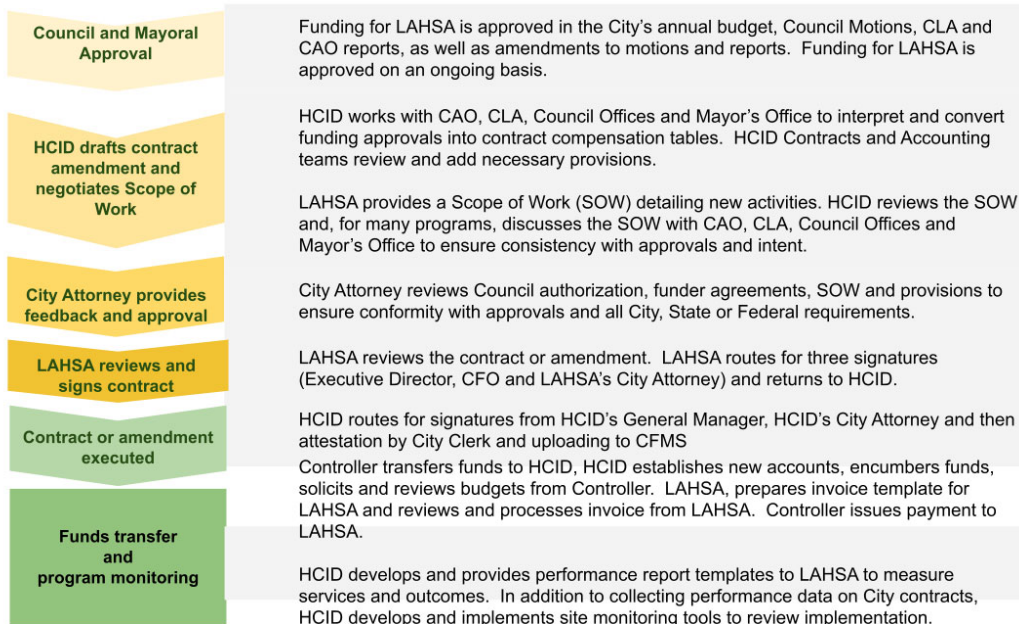 Council and Mayoral
Approval
Funding for LAHSA is approved in the City's annual budget, Council Motions, CLA and
CAO reports, as well as amendments to motions and reports. Funding for LAHSA is
approved on an ongoing basis.
HCID drafts contract
amendment and
negotiates Scope of
Work
HCID works with CAO, CLA, Council Offices and Mayor's Office to interpret and convert
funding approvals into contract compensation tables. HCID Contracts and Accounting
teams review and add necessary provisions.
LAHSA provides a Scope of Work (SOW) detailing new activities. HCID reviews the SOW
and, for many programs, discusses the SOW with CAO, CLA, Council Offices and
Mayor's Office to ensure consistency with approvals and intent.
City Attorney provides
feedback and approval
City Attorney reviews Council authorization, funder agreements, SOW and provisions to
ensure conformity with approvals and all City, State or Federal requirements.
LAHSA reviews and
signs contract
LAHSA reviews the contract or amendment. LAHSA routes for three signatures
(Executive Director, CFO and LAHSA's City Attorney) and returns to HCID.
Contract or amendment
executed
HCID routes for signatures from HCID's General Manager, HCID's City Attorney and then
attestation by City Clerk and uploading to CFMS
Funds transfer
and
program monitoring
Controller transfers funds to HCID, HCID establishes new accounts, encumbers funds,
solicits and reviews budgets from Controller. LAHSA, prepares invoice template for
LAHSA and reviews and processes invoice from LAHSA. Controller issues payment to
LAHSA.
HCID develops and provides performance report templates to LAHSA to measure
services and outcomes. In addition to collecting performance data on City contracts,
HCID develops and implements site monitoring tools to review implementation.